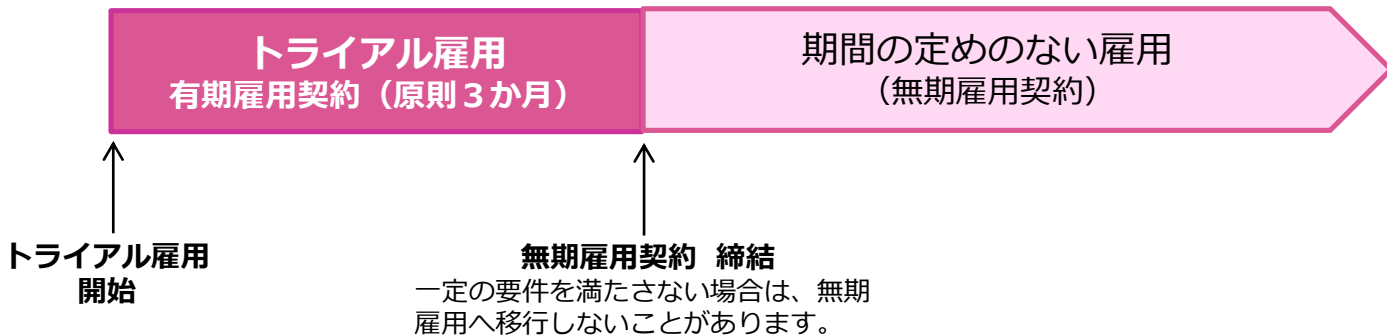 トライアル雇用
有期雇用契約（原則３か月）
期間の定めのない雇用
（無期雇用契約）
トライアル雇用
開始
無期雇用契約 締結
一定の要件を満たさない場合は、無期
雇用へ移行しないことがあります。